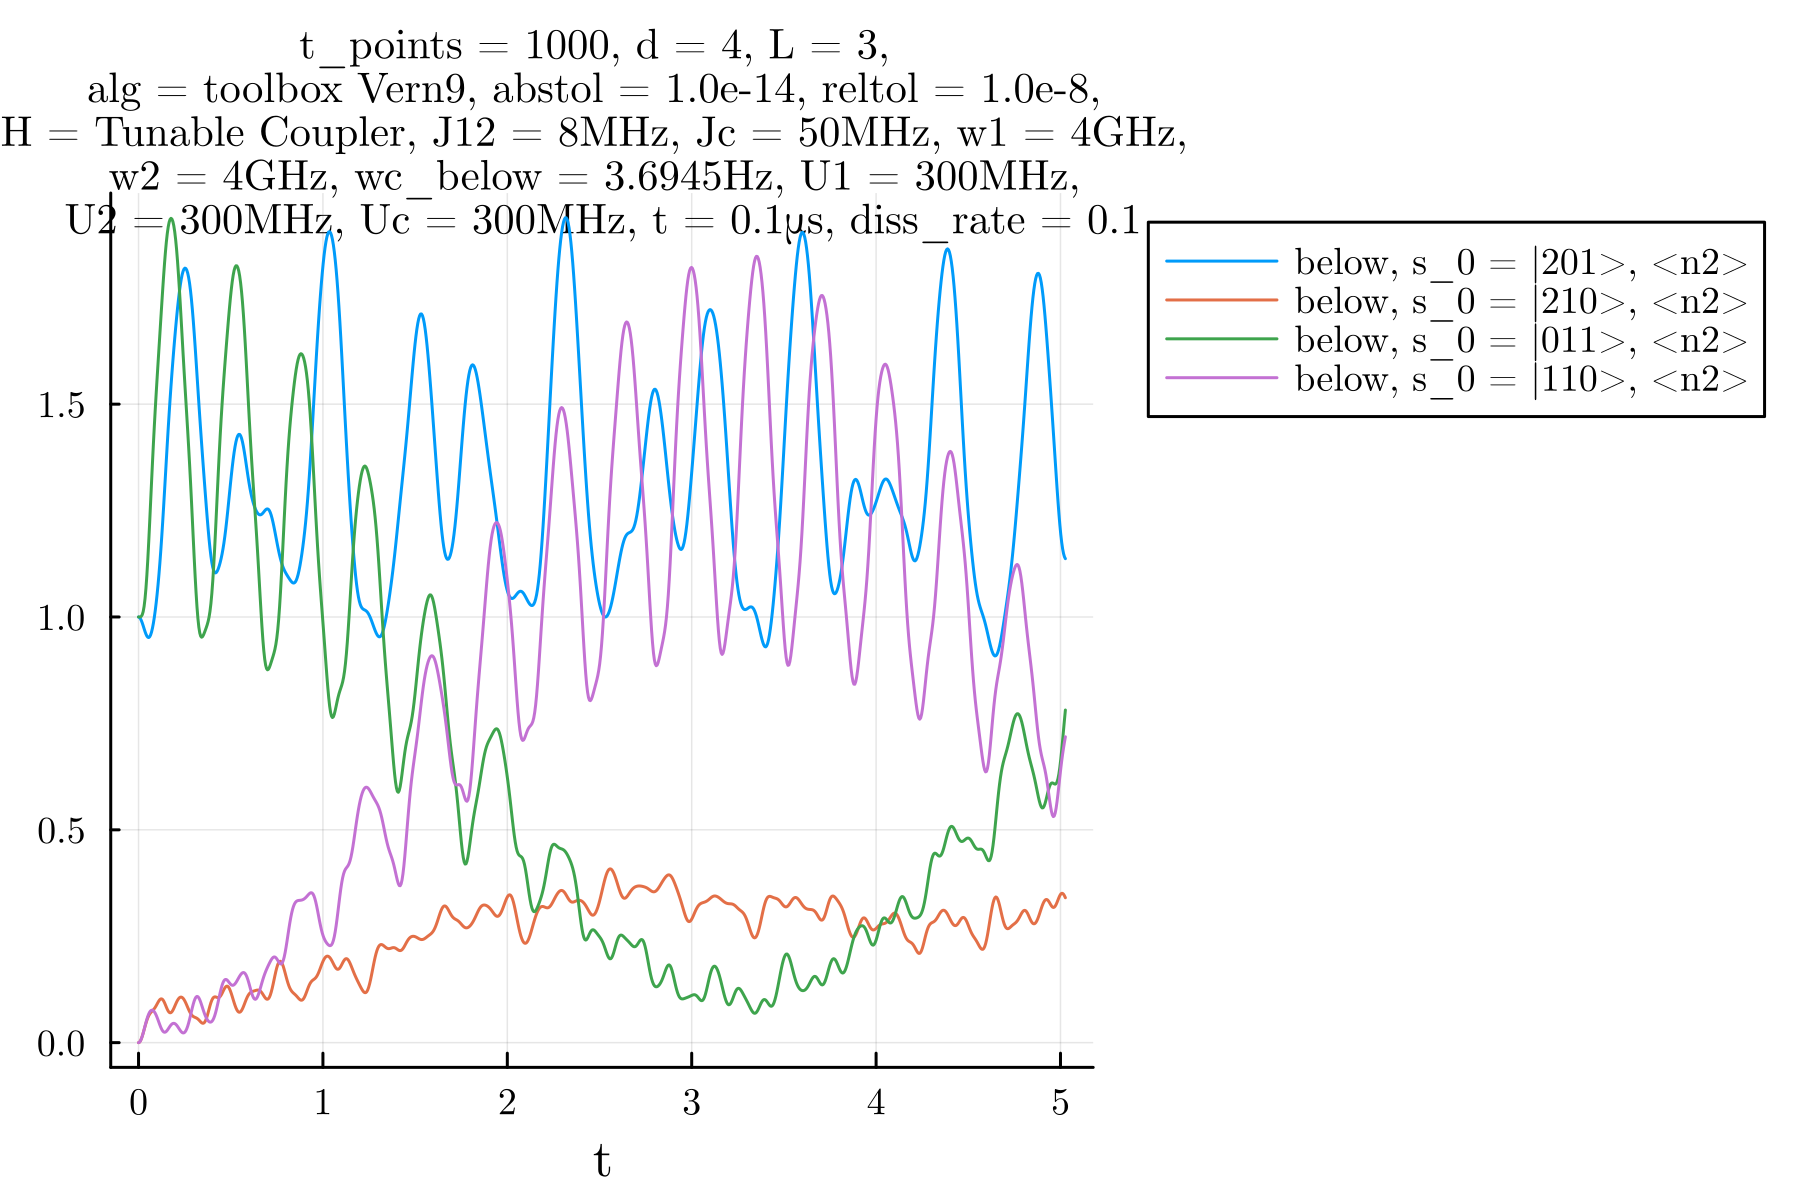 t_points = 1000, d = 4, L = 3,
alg = toolbox Vern9, abstol = 1.0e-14, reltol = 1.0e-8,
H = Tunable Coupler, J12 = 8MHz, Jc = 50MHz, w1 = 4GHz,
w2 = 4GHz, wc_below = 3.6945Hz, U1 = 300MHz,
U2 = 300MHz, Uc = 300MHz, t = 0.1μs, diss_rate = 0.1
below, s_0 = |201>, <n2>
below, s_0 = |210>, <n2>
below, s_0 = |011>, <n2>
below, s_0 = |110>, <n2>
1.5
1.0
0.5
0.0
0 1 2 3 4 5
t